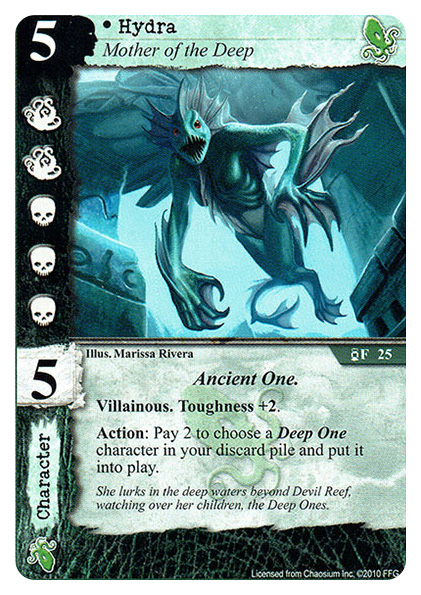 5
• Hydra
Mother of the Deep
Illus. Marissa Rivera
F 25
5
Ancient One.
Villainous. Toughness +2.
Action: Pay 2 to choose a Deep One
character in your discard pile and put it
into play.
She lurks in the deep waters beyond Devil Reef,
watching over her children, the Deep Ones.
Character
Licensed from Chaosium Inc. ©2010 FFG